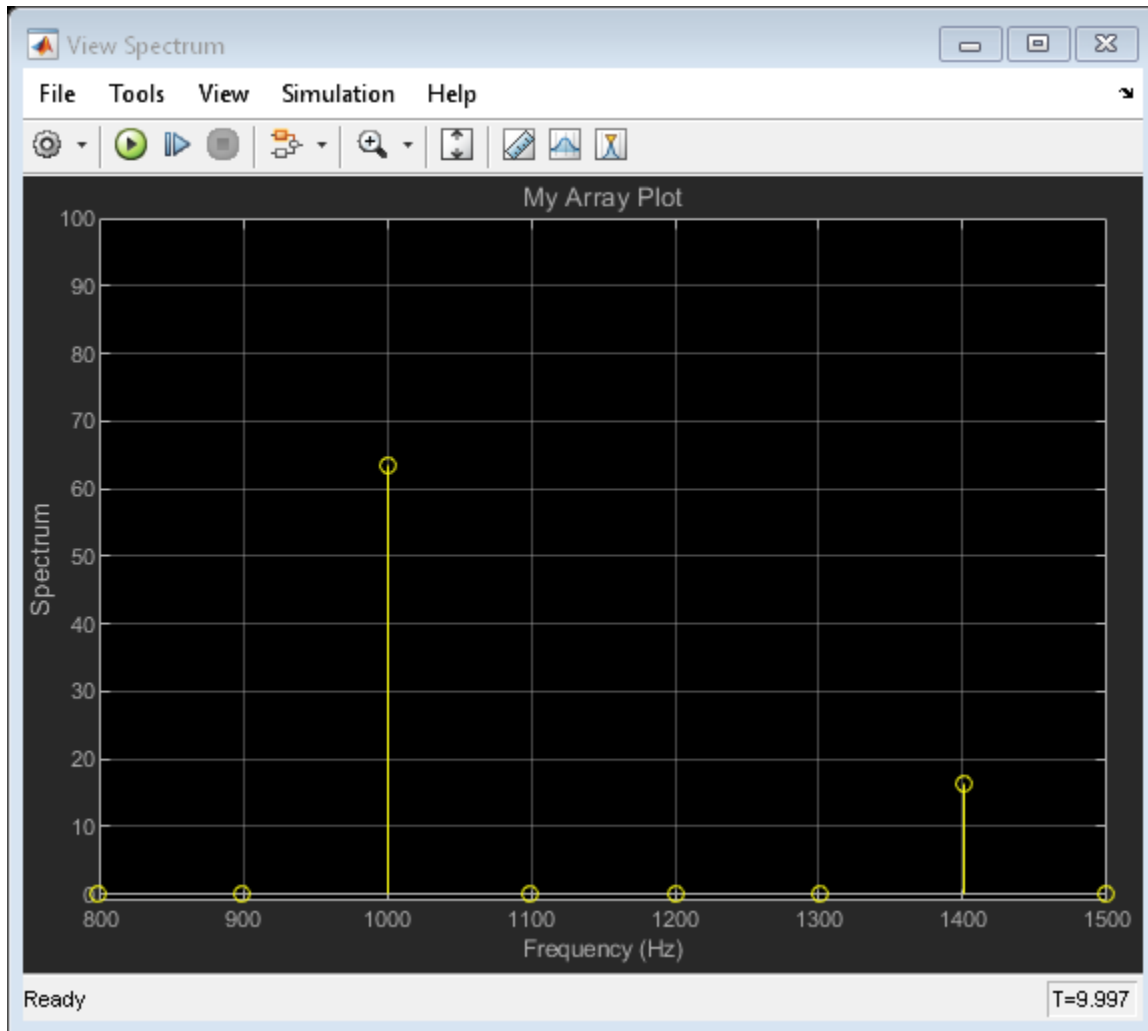 View Spectrum
File Tools View Simulation Help
My Array Plot
100
90
80
70
60
50
40
30
20
10
0
Spectrum
800 900 1000 1100 1200 1300 1400 1500
Frequency (Hz)
Ready T=9.997